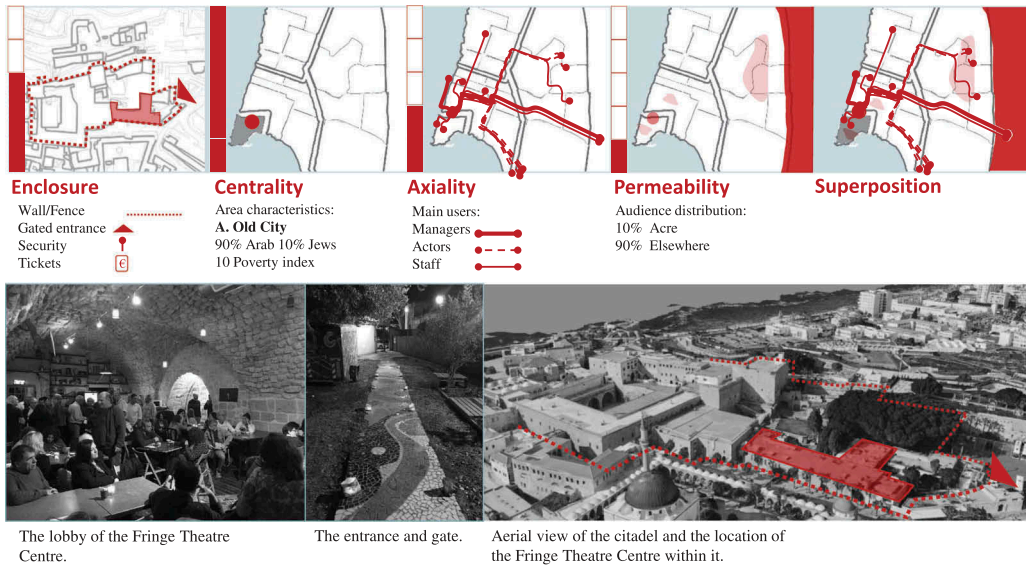 Enclosure
Wall/Fence
Gated entrance
Security
Tickets
€
Centrality
Area characteristics:
A. Old City
90% Arab 10% Jews
10 Poverty index
Axiality
Main users:
Managers
Actors
Staff
Permeability
Audience distribution:
10% Acre
90% Elsewhere
Superposition
The lobby of the Fringe Theatre
Centre.
The entrance and gate.
Aerial view of the citadel and the location of
the Fringe Theatre Centre within it.